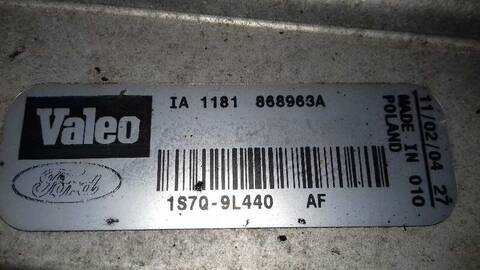 Valeo
Ford
IA 1181 868963A
1S7Q-9L440 AF
11/02/04 27
MADE IN 010
POLAND